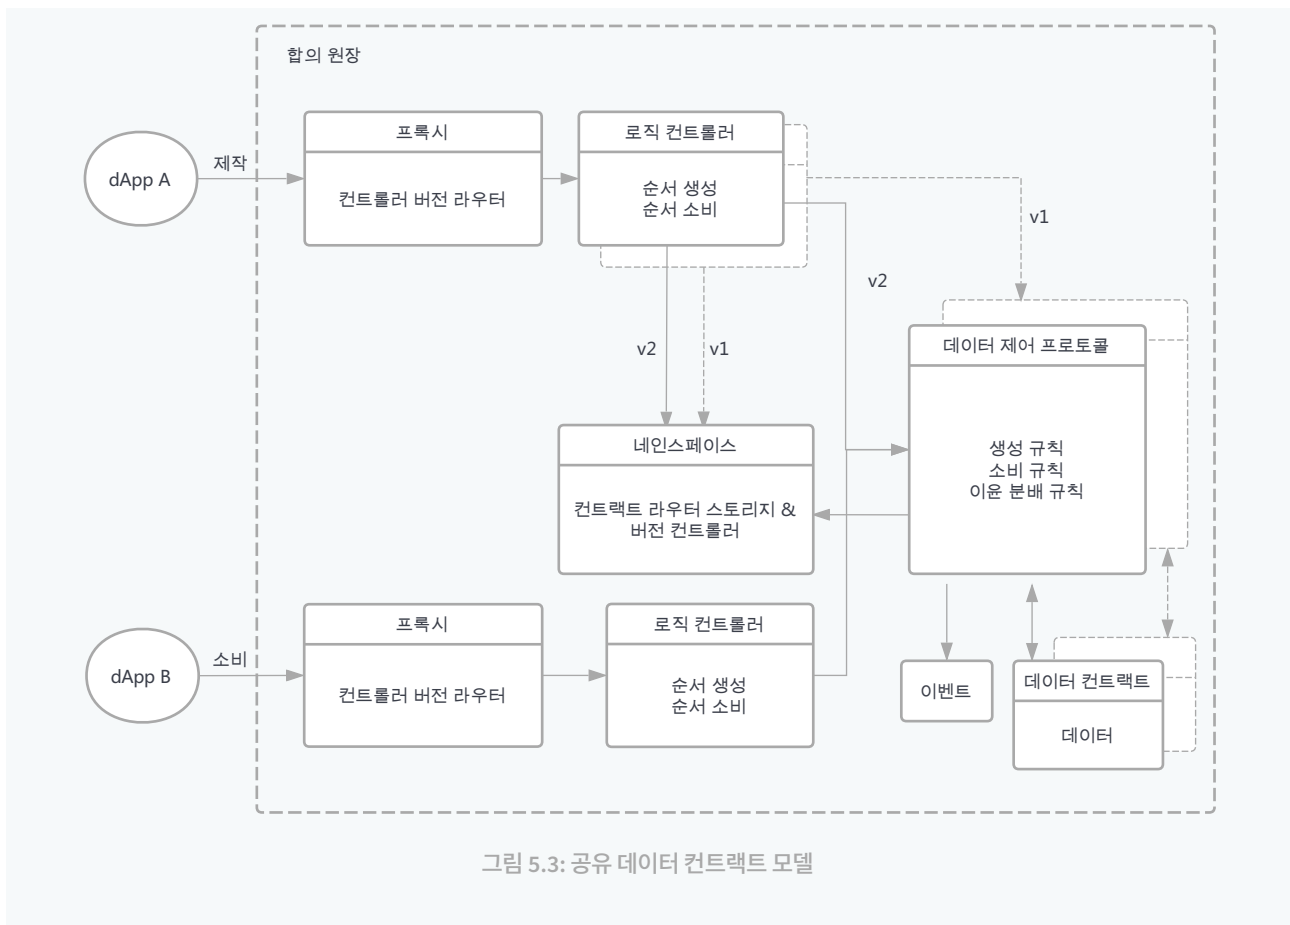 합의 원장
프록시
로직 컨트롤러
dApp A
제작
컨트롤러 버전 라우터
순서 생성
순서 소비
v1
v2
v2
v1
데이터 제어 프로토콜
네인스페이스
생성 규칙
소비 규칙
이윤 분배 규칙
컨트랙트 라우터 스토리지 &
버전 컨트롤러
프록시
로직 컨트롤러
dApp B
소비
컨트롤러 버전 라우터
순서 생성
순서 소비
이벤트
데이터 컨트랙트
데이터
그림 5.3: 공유 데이터 컨트랙트 모델